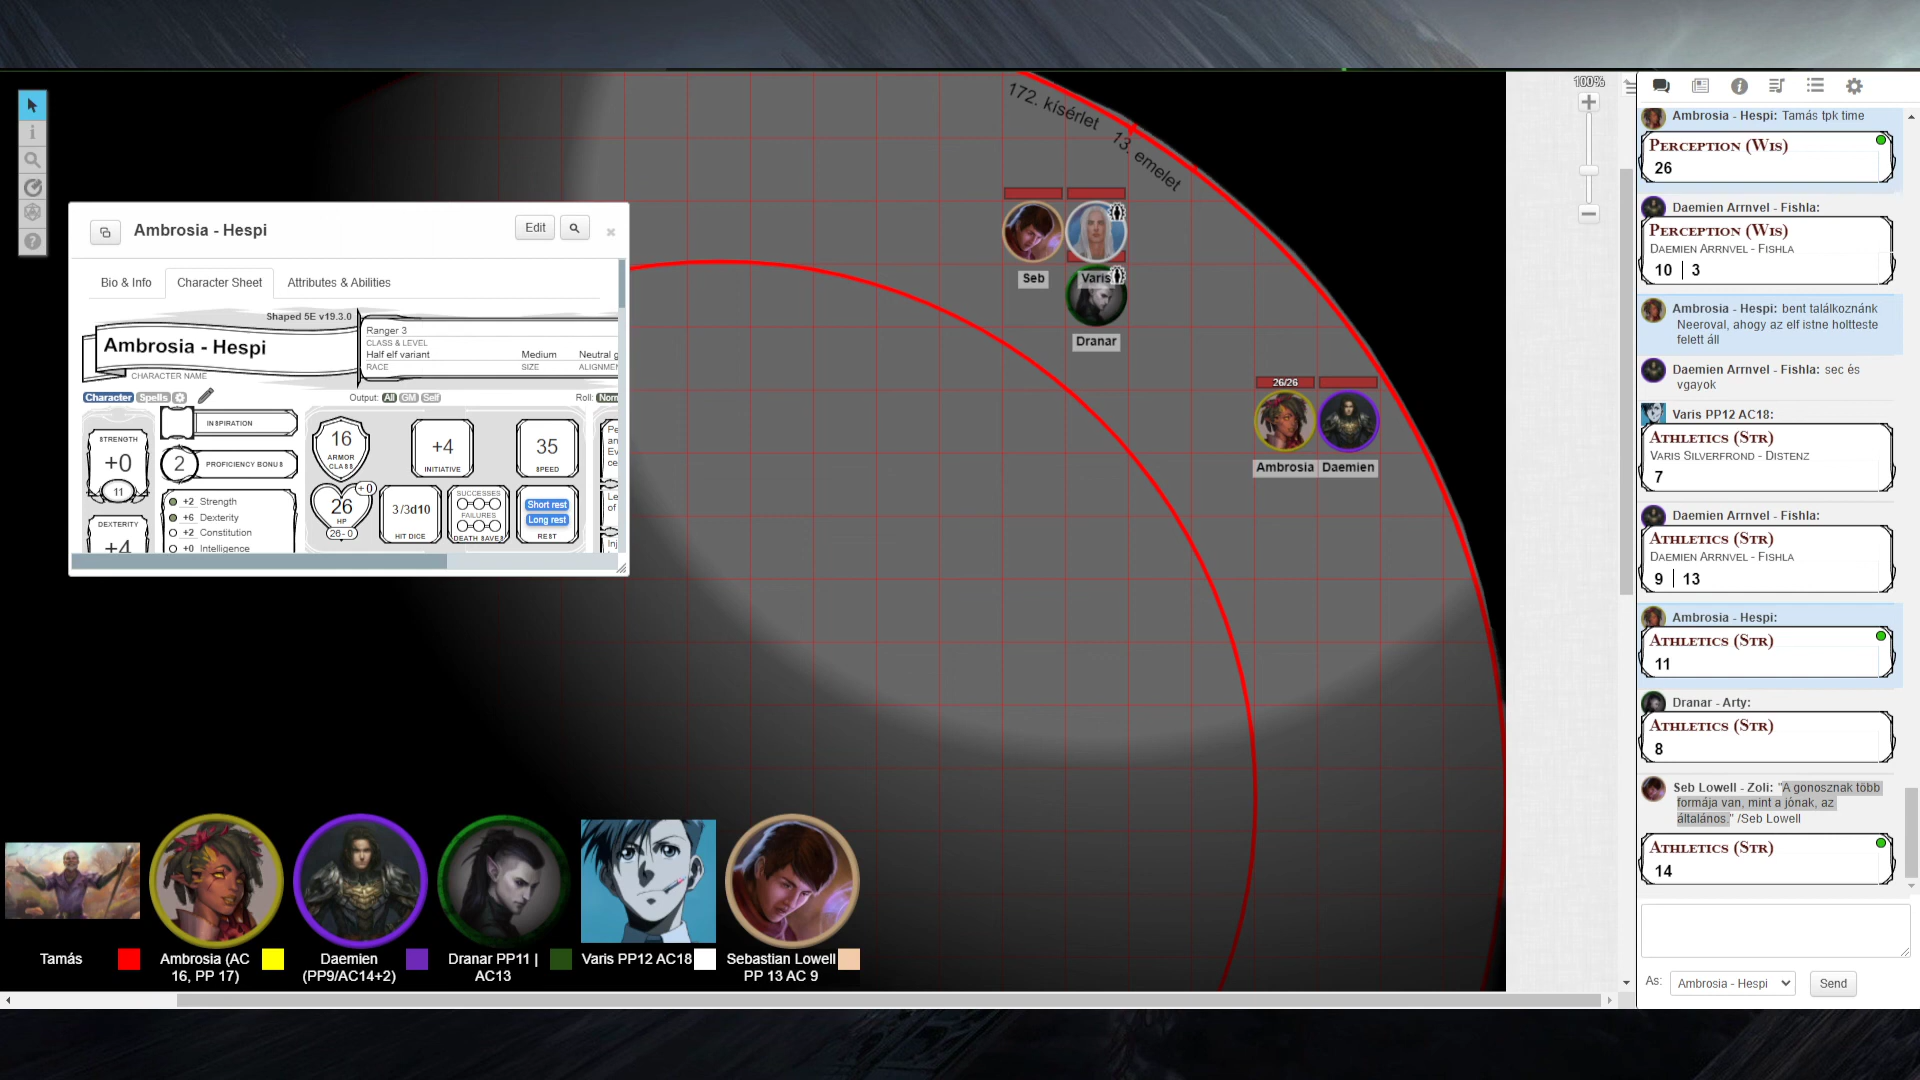 172. kísérlet
13. emelet
100%
Seb
Varis
Dranar
26/26
Ambrosia
Daemien
Ambrosia - Hespi
Edit
Bio & Info
Character Sheet
Attributes & Abilities
Shaped 5E v19.3.0
Ambrosia - Hespi
CHARACTER NAME
Ranger 3
CLASS & LEVEL
Half elf variant Medium Neutral g
RACE SIZE ALIGNME
Character Spells
Output: All GM Self
Roll: Nom
STRENGTH
+0
11
DEXTERITY
+4
INSPIRATION
2 PROFICIENCY BONUS
+2 Strength
+6 Dexterity
+2 Constitution
+0 Intelligence
16
ARMOR
CLASS
+4
INITIATIVE
35
SPEED
+0
26
HP
26 - 0
3/3d10
HIT DICE
SUCCESSES
FAILURES
DEATH SAVES
Short rest
Long rest
REST
Tamás
Ambrosia (AC
16, PP 17)
Daemien
(PP9/AC14+2)
Dranar PP11 |
AC13
Varis PP12 AC18
Sebastian Lowell
PP 13 AC 9
Ambrosia - Hespi: Tamás tpk time
Perception (Wis)
26
Daemien Arrnvel - Fishla:
Perception (Wis)
Daemien Arrnvel - Fishla
10 | 3
Ambrosia - Hespi: bent találkoznánk
Neeroval, ahogy az elf istne holtteste
felett áll
Daemien Arrnvel - Fishla: sec és
vgayok
Varis PP12 AC18:
Athletics (Str)
Varis Silverfrond - Distenz
7
Daemien Arrnvel - Fishla:
Athletics (Str)
Daemien Arrnvel - Fishla
9 | 13
Ambrosia - Hespi:
Athletics (Str)
11
Dranar - Arty:
Athletics (Str)
8
Seb Lowell - Zoli: "A gonosznak több
formája van, mint a jónak, az
általános." /Seb Lowell
Athletics (Str)
14
As: Ambrosia - Hespi Send